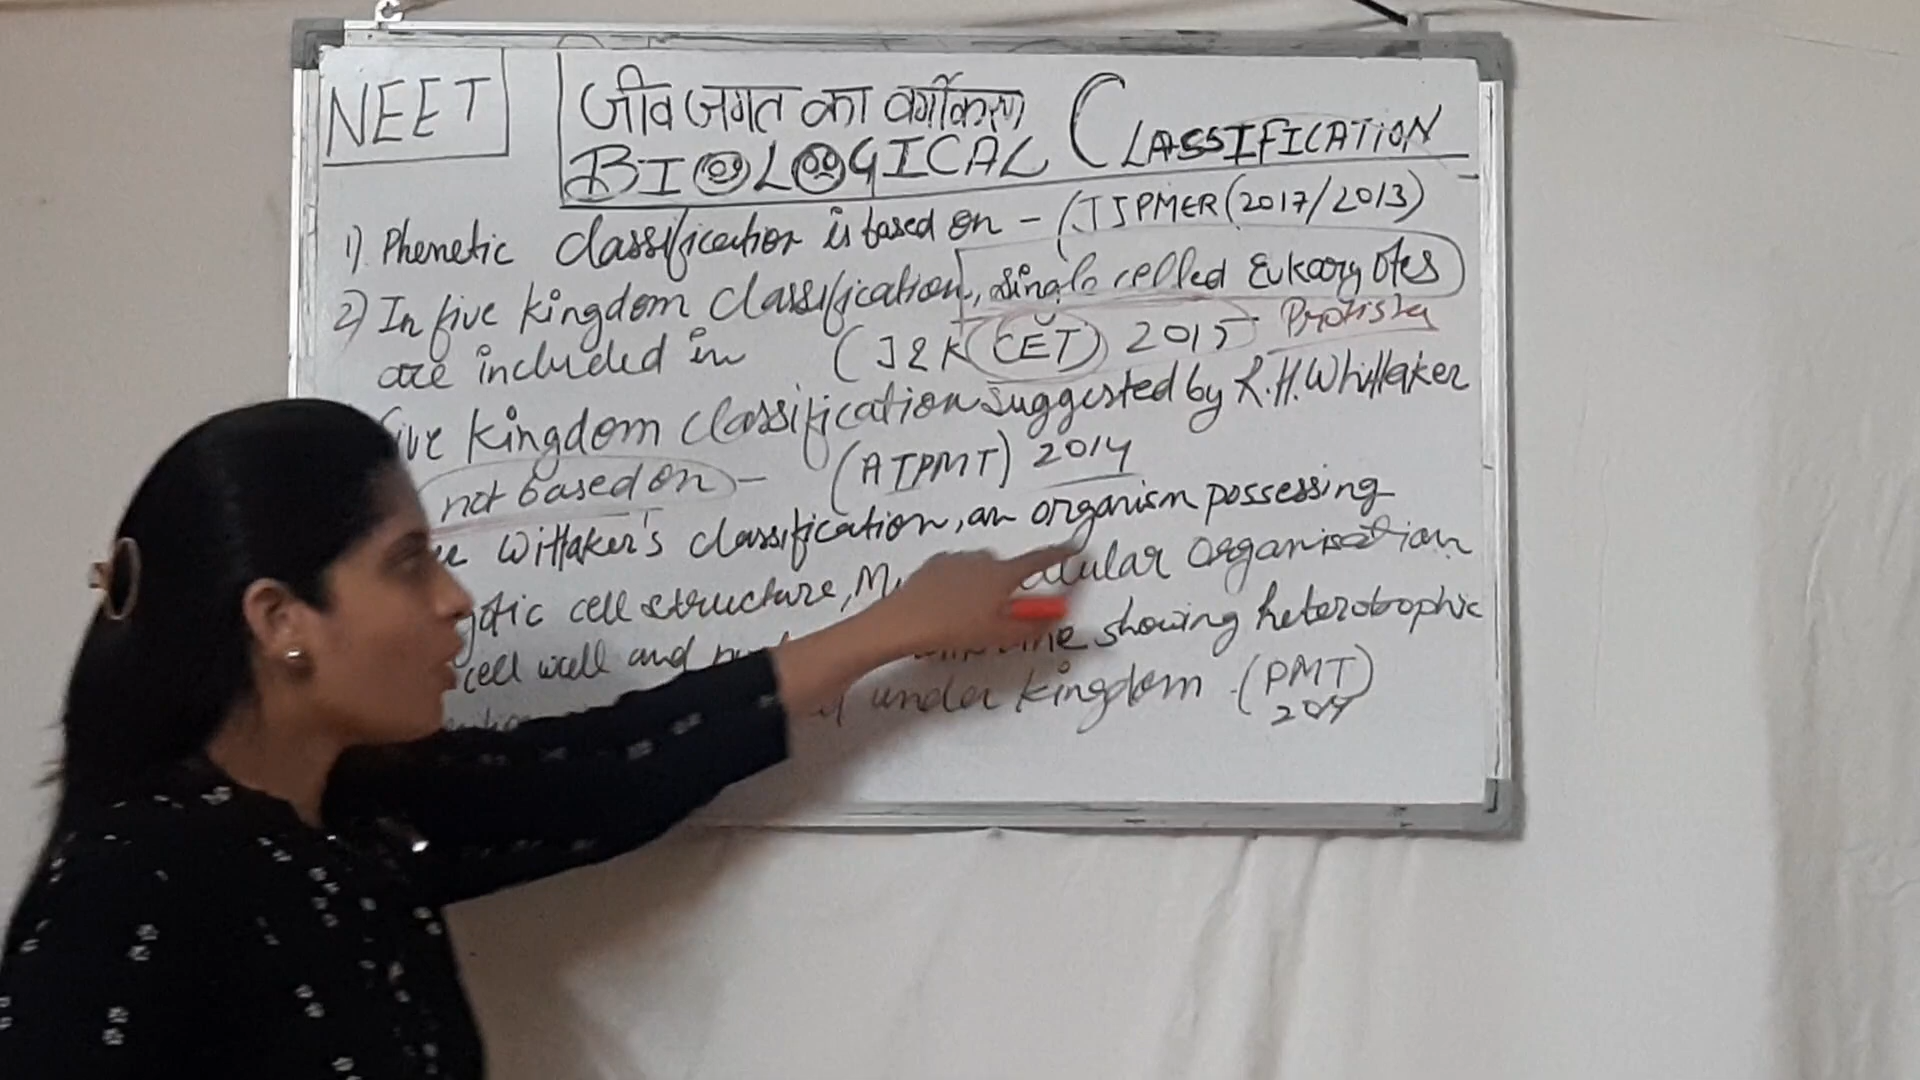 NEET
जीव जगत का वर्गीकरण
BIOLOGICAL CLASSIFICATION
1) Phenetic classification is based on - (JIPMER (2017/2013)
2) In five kingdom classification, single celled Eukaryotes
are included in (J&K CET) 2015 Protista
five kingdom classification suggested by R.H. Whittaker
not based on - (AIPMT) 2014
Wittaker's classification, an organism possessing
cell structure, organisation
cell well and showing heterotrophic
under kingdom - (PMT)